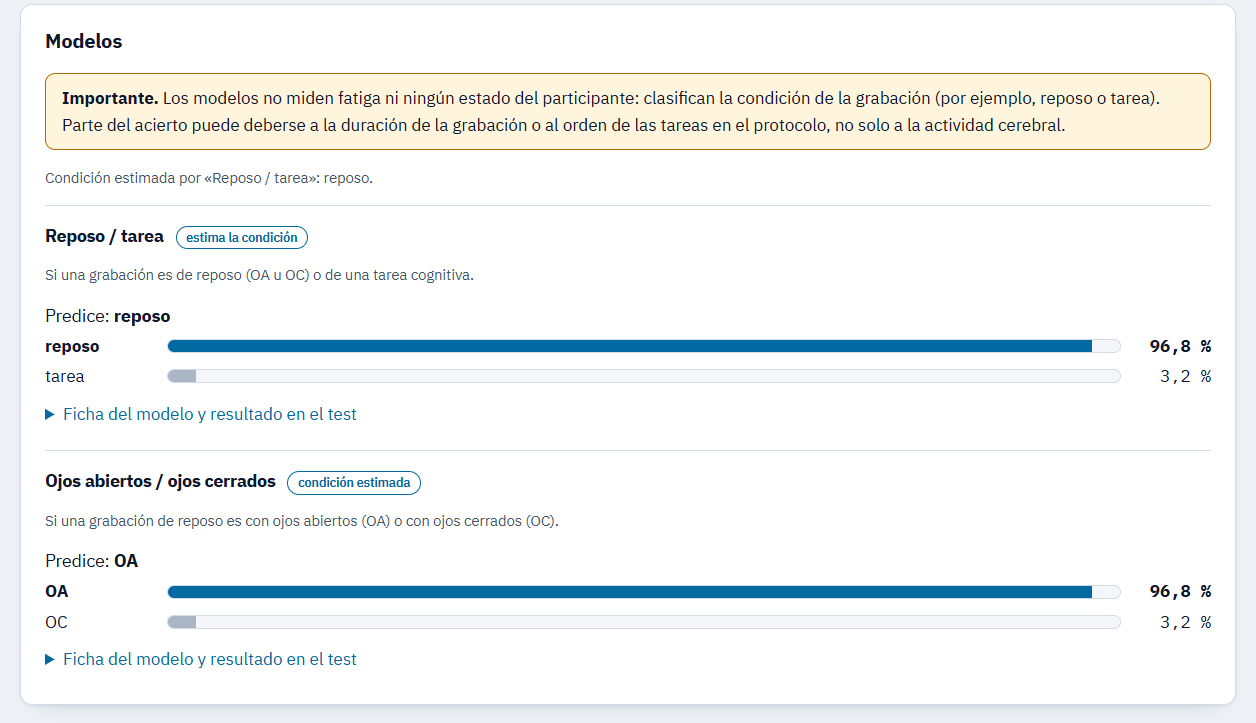 Modelos
Importante. Los modelos no miden fatiga ni ningún estado del participante: clasifican la condición de la grabación (por ejemplo, reposo o tarea).
Parte del acierto puede deberse a la duración de la grabación o al orden de las tareas en el protocolo, no solo a la actividad cerebral.
Condición estimada por «Reposo / tarea»: reposo.
Reposo / tarea estima la condición
Si una grabación es de reposo (OA u OC) o de una tarea cognitiva.
Predice: reposo
reposo 96,8 %
tarea 3,2 %
Ficha del modelo y resultado en el test
Ojos abiertos / ojos cerrados condición estimada
Si una grabación de reposo es con ojos abiertos (OA) o con ojos cerrados (OC).
Predice: OA
OA 96,8 %
OC 3,2 %
Ficha del modelo y resultado en el test